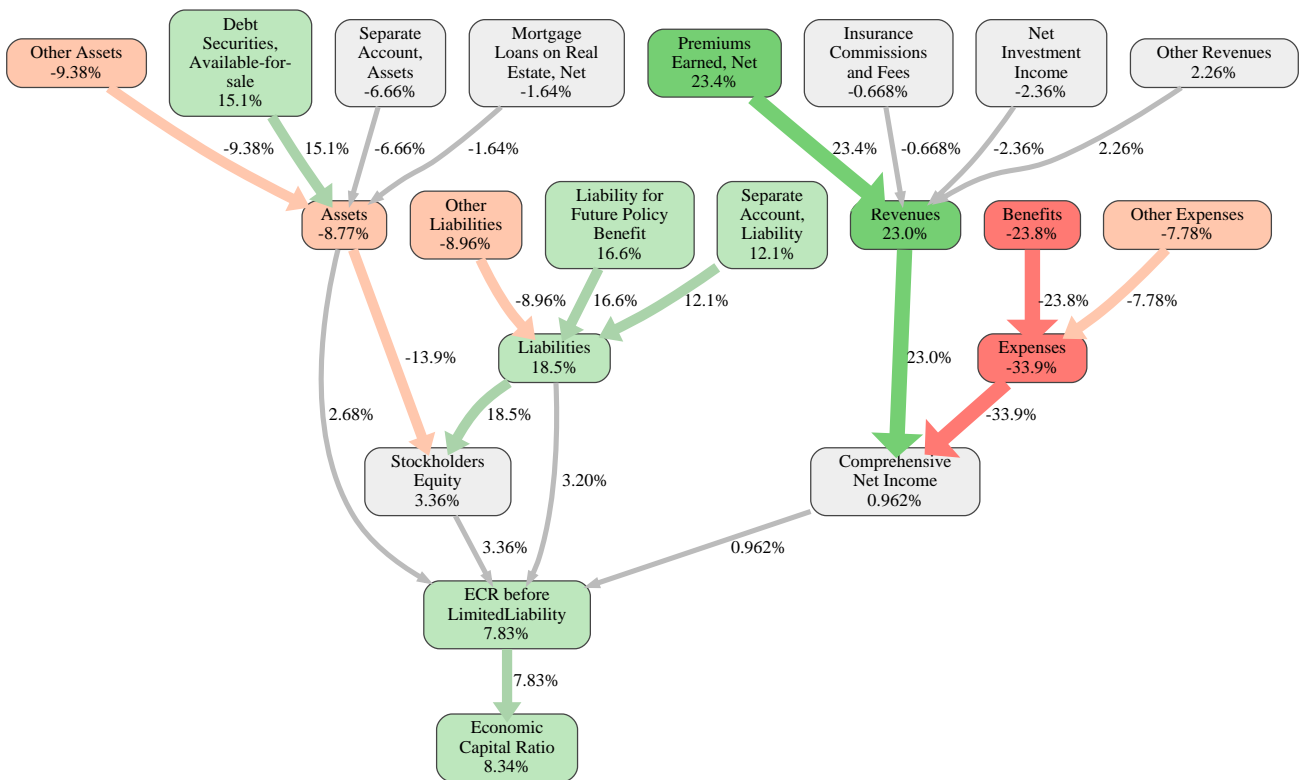 Other Assets
-9.38%
Debt
Securities,
Available-for-
sale
15.1%
Separate
Account,
Assets
-6.66%
Mortgage
Loans on Real
Estate, Net
-1.64%
Premiums
Earned, Net
23.4%
Insurance
Commissions
and Fees
-0.668%
Net
Investment
Income
-2.36%
Other Revenues
2.26%
-9.38%
15.1%
-6.66%
-1.64%
23.4%
-0.668%
-2.36%
2.26%
Assets
-8.77%
Other
Liabilities
-8.96%
Liability for
Future Policy
Benefit
16.6%
Separate
Account,
Liability
12.1%
Revenues
23.0%
Benefits
-23.8%
Other Expenses
-7.78%
-8.96%
16.6%
12.1%
-23.8%
-7.78%
Liabilities
18.5%
Expenses
-33.9%
-13.9%
23.0%
2.68%
18.5%
-33.9%
Stockholders
Equity
3.36%
3.20%
Comprehensive
Net Income
0.962%
3.36%
0.962%
ECR before
LimitedLiability
7.83%
7.83%
Economic
Capital Ratio
8.34%